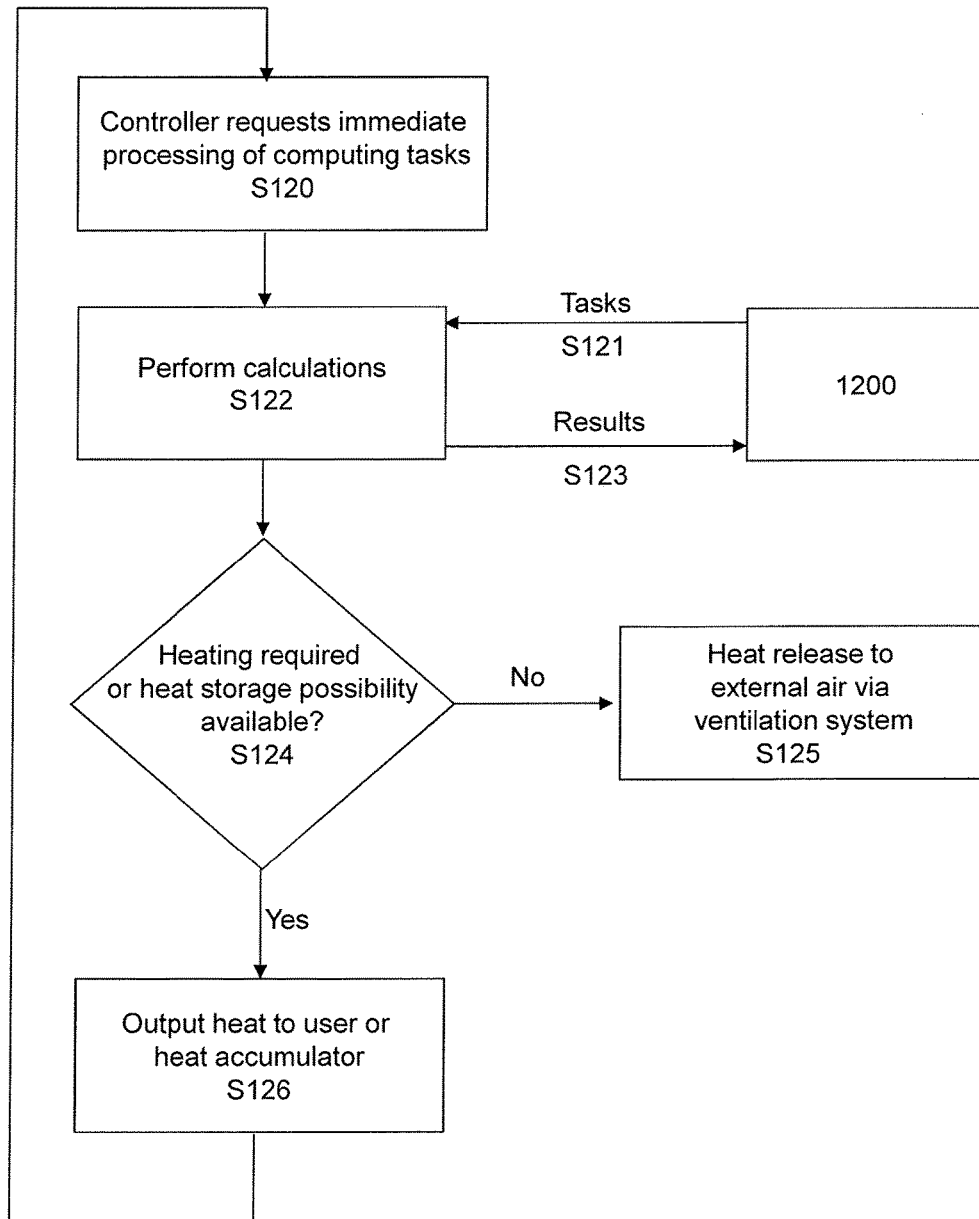 Controller requests immediate
processing of computing tasks
S120
Tasks
S121
Perform calculations
S122
1200
Results
S123
Heating required
or heat storage possibility
available?
S124
No
Heat release to
external air via
ventilation system
S125
Yes
Output heat to user or
heat accumulator
S126